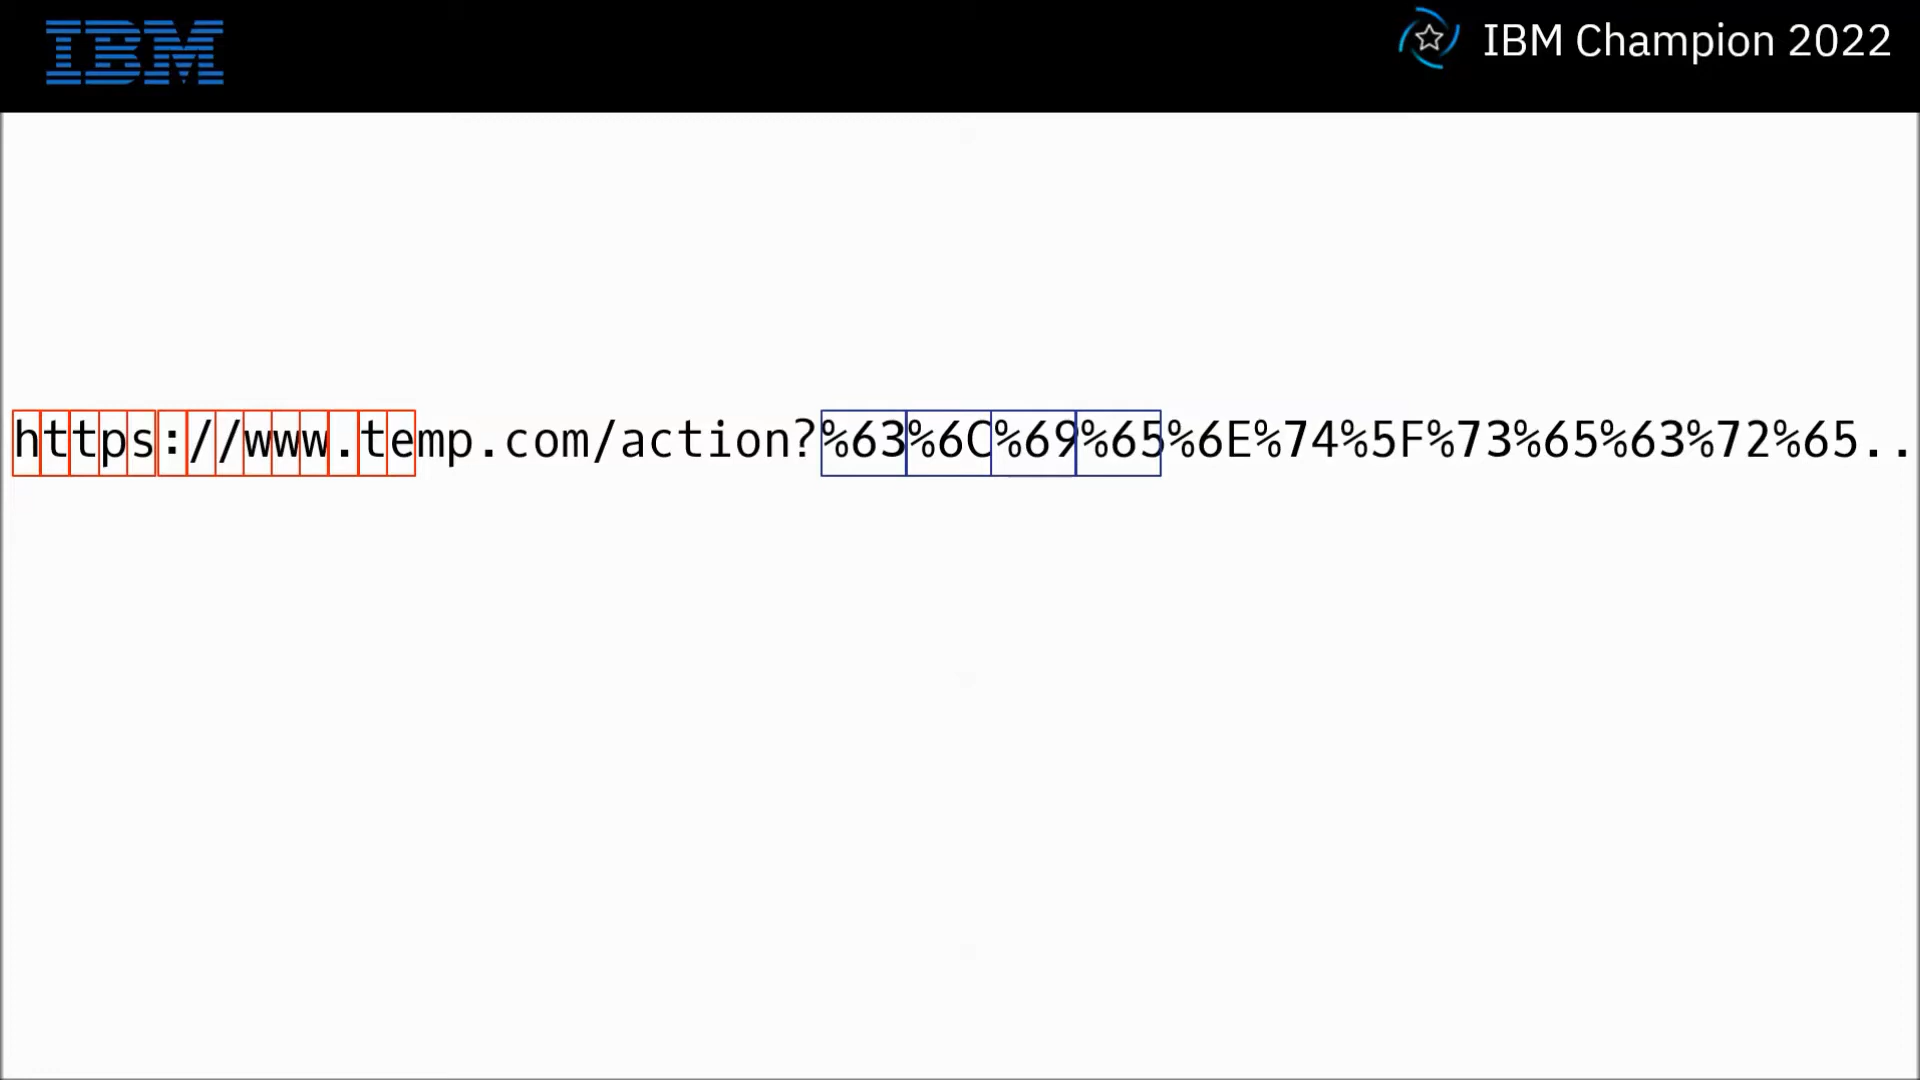 IBM
IBM Champion 2022
https://www.temp.com/action?%63%6C%69%65%6E%74%5F%73%65%63%72%65..